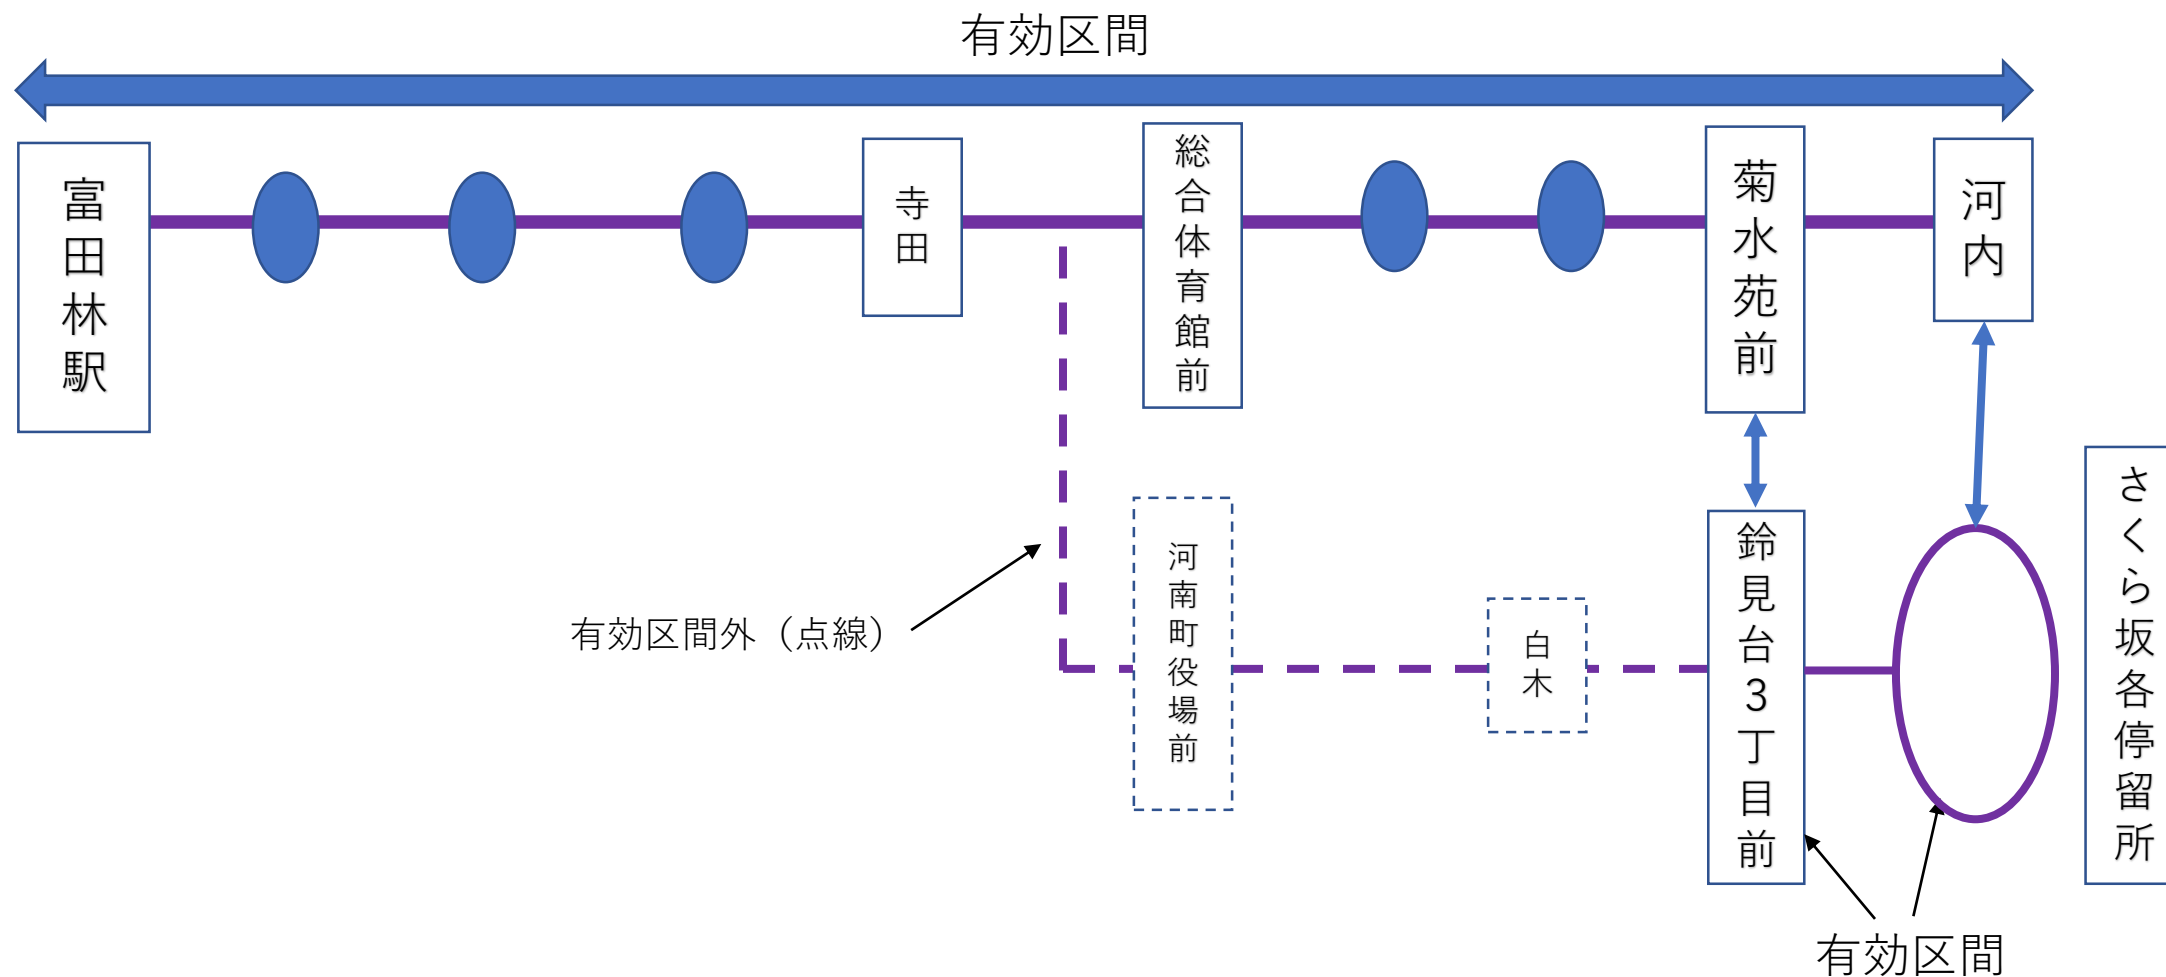 有効区間
富田林駅
寺田
総合体育館前
菊水苑前
河内
さくら坂各停留所
河南町役場前
白木
鈴見台3丁目前
有効区間外（点線）
有効区間